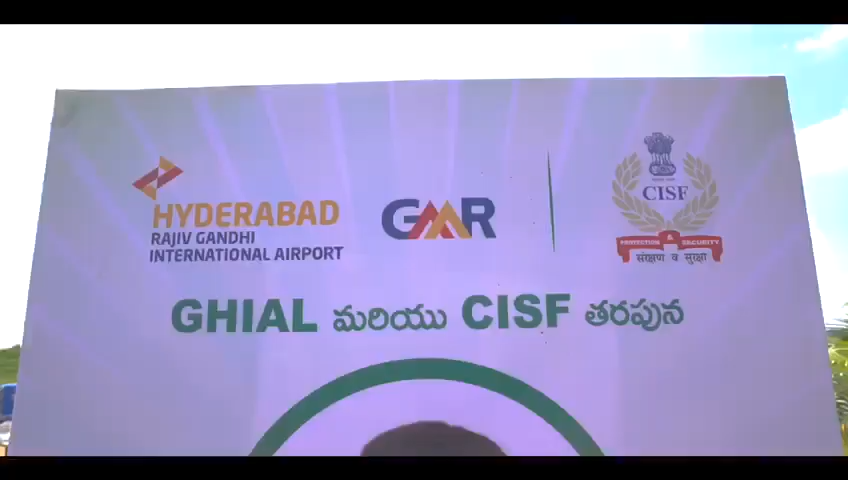 HYDERABAD
RAJIV GANDHI
INTERNATIONAL AIRPORT
GMR
CISF
PROTECTION & SECURITY
संरक्षण व सुरक्षा
GHIAL మరియు CISF తరపున